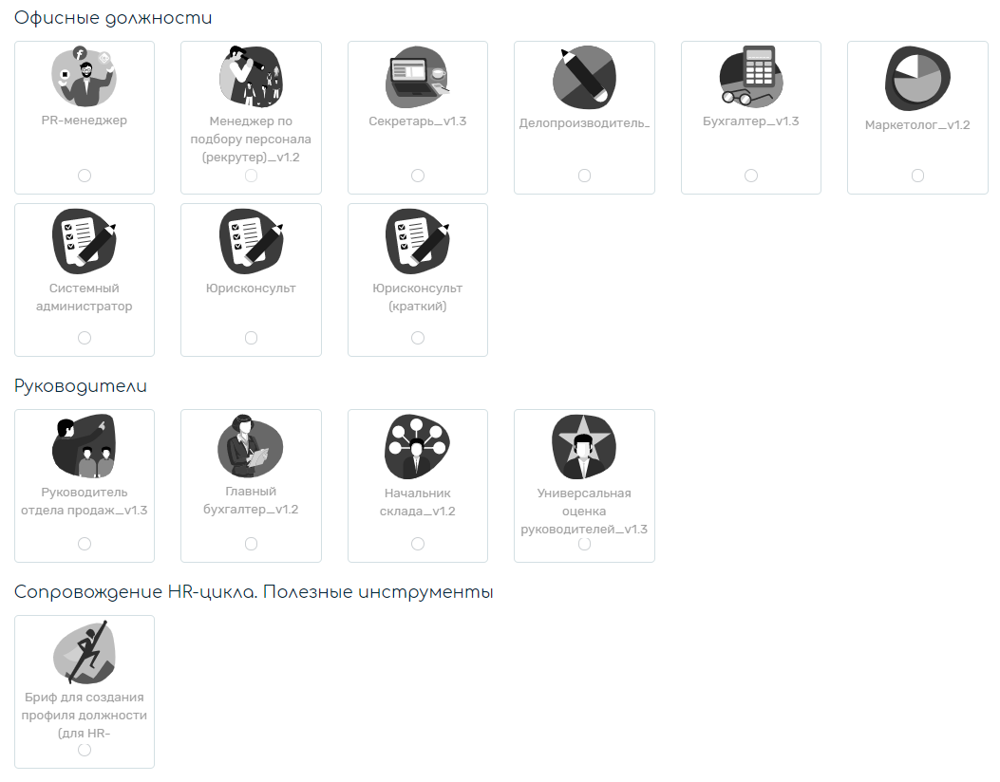 Офисные должности
PR-менеджер
Менеджер по
подбору персонала
(рекрутер)_v1.2
Секретарь_v1.3
Делопроизводитель_
Бухгалтер_v1.3
Маркетолог_v1.2
Системный
администратор
Юрисконсульт
Юрисконсульт
(краткий)
Руководители
Руководитель
отдела продаж_v1.3
Главный
бухгалтер_v1.2
Начальник
склада_v1.2
Универсальная
оценка
руководителей_v1.3
Сопровождение HR-цикла. Полезные инструменты
Бриф для создания
профиля должности
(для HR-